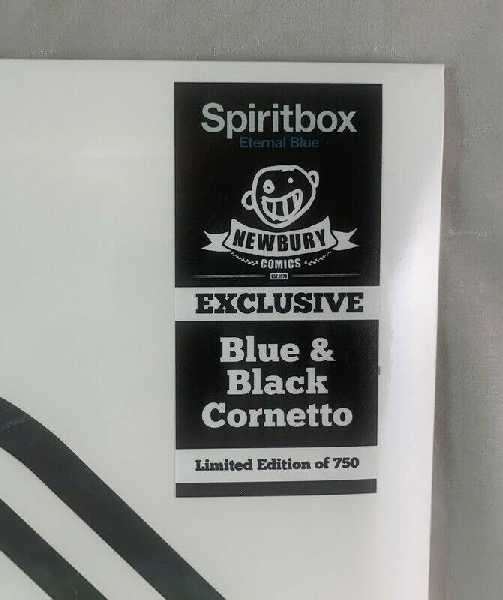 Spiritbox
Eternal Blue
NEWBURY
COMICS
EXCLUSIVE
Blue &
Black
Cornetto
Limited Edition of 750